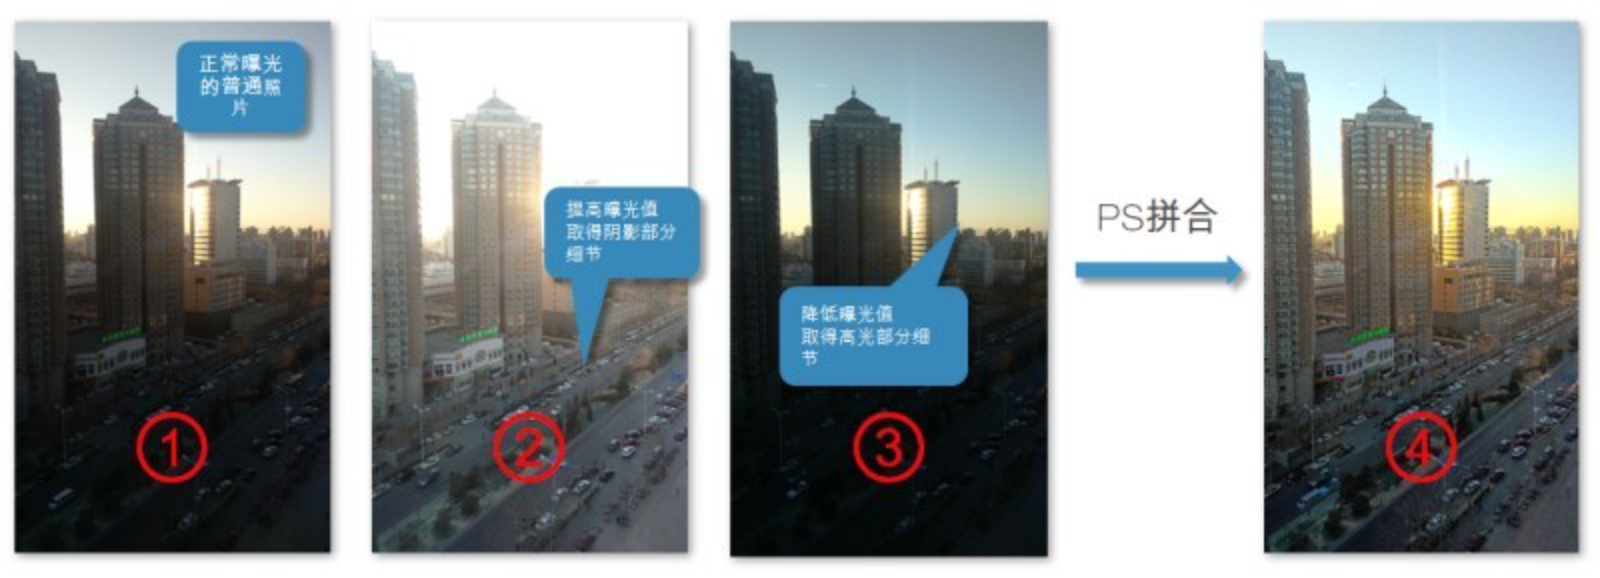 正常曝光
的普通照
片
①
提高曝光值
取得阴影部分
细节
②
降低曝光值
取得高光部分细
节
③
PS拼合
④